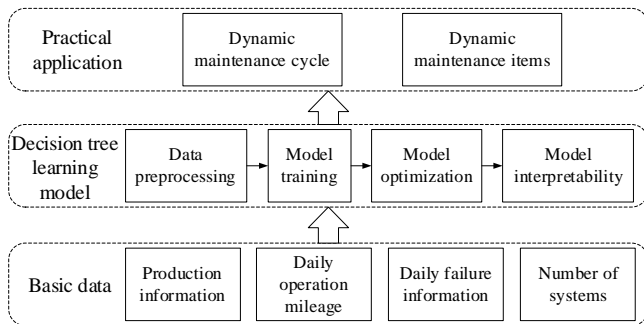 Practical
application
Dynamic
maintenance cycle
Dynamic
maintenance items
Decision tree
learning
model
Data
preprocessing
Model
training
Model
optimization
Model
interpretability
Basic data
Production
information
Daily
operation
mileage
Daily failure
information
Number of
systems